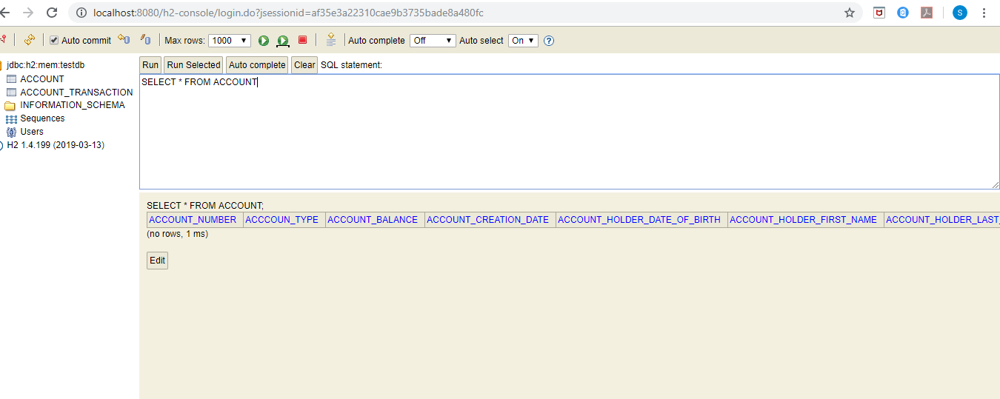 localhost:8080/h2-console/login.do?jsessionid=af35e3a22310cae9b3735bade8a480fc
S
Auto commit Max rows: 1000 Auto complete Off Auto select On ?
jdbc:h2:mem:testdb
ACCOUNT
ACCOUNT_TRANSACTION
INFORMATION_SCHEMA
Sequences
Users
H2 1.4.199 (2019-03-13)
Run Run Selected Auto complete Clear SQL statement:
SELECT * FROM ACCOUNT
SELECT * FROM ACCOUNT;
ACCOUNT_NUMBER ACCCOUN_TYPE ACCOUNT_BALANCE ACCOUNT_CREATION_DATE ACCOUNT_HOLDER_DATE_OF_BIRTH ACCOUNT_HOLDER_FIRST_NAME ACCOUNT_HOLDER_LAST_
(no rows, 1 ms)
Edit